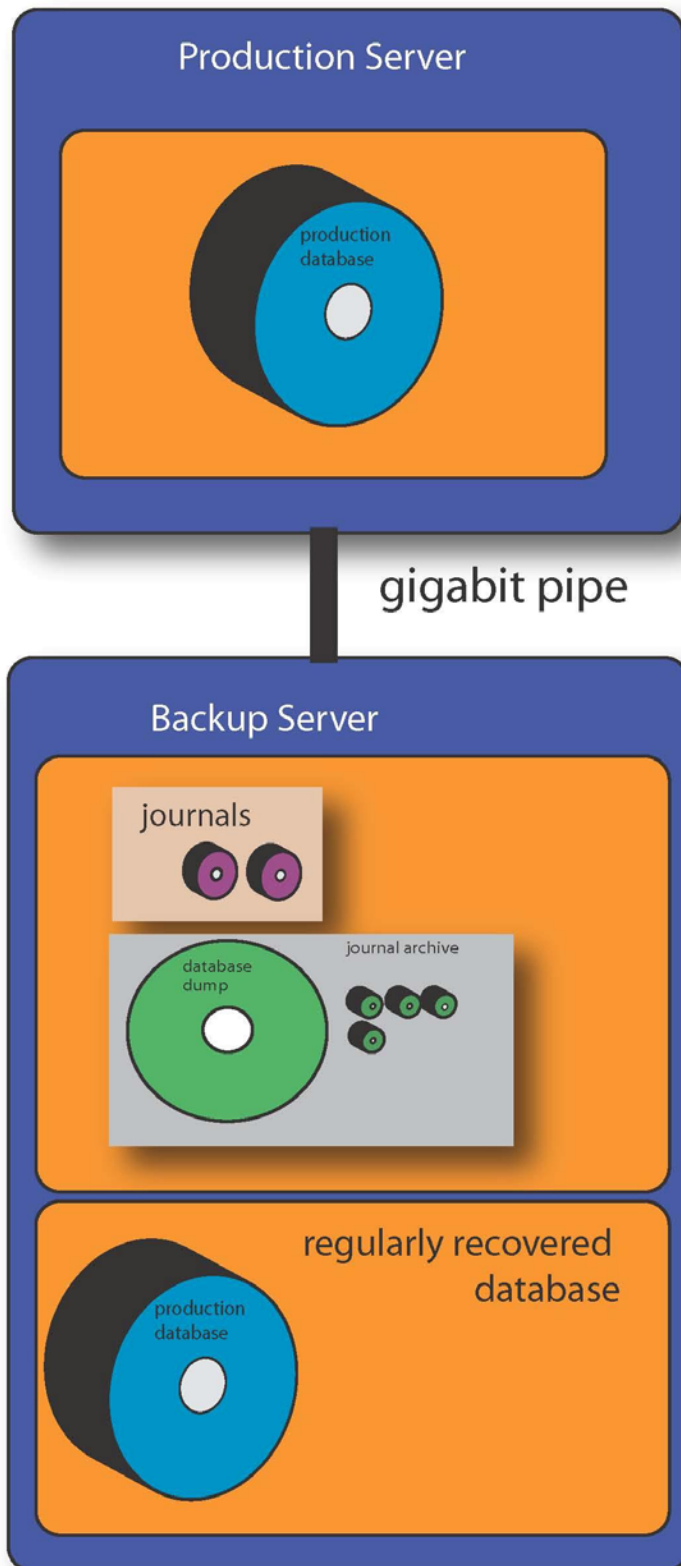 Production Server
production
database
gigabit pipe
Backup Server
journals
database
dump
journal archive
regularly recovered
database
production
database